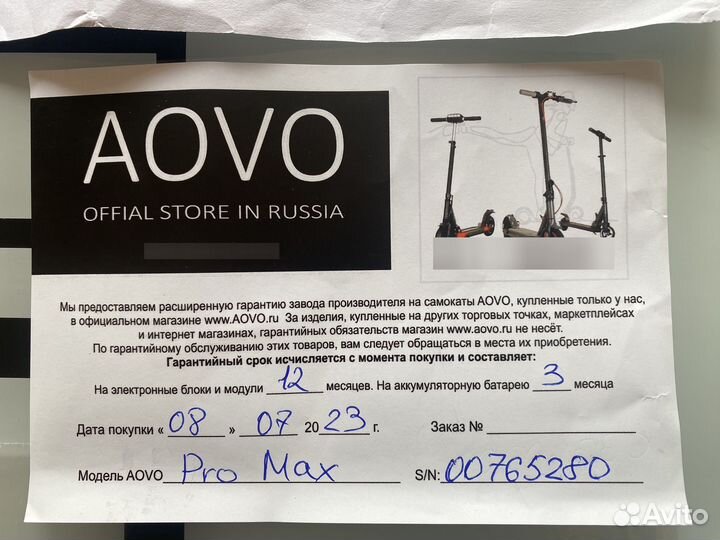 AOVO
OFFIAL STORE IN RUSSIA
Мы предоставляем расширенную гарантию завода производителя на самокаты AOVO, купленные только у нас,
в официальном магазине www.AOVO.ru За изделия, купленные на других торговых точках, маркетплейсах
и интернет магазинах, гарантийных обязательств магазин www.aovo.ru не несёт.
По гарантийному обслуживанию этих товаров, вам следует обращаться в места их приобретения.
Гарантийный срок исчисляется с момента покупки и составляет:
На электронные блоки и модули 12 месяцев. На аккумуляторную батарею 3 месяца
Дата покупки « 08 » 07 2023 г. Заказ №
Модель AOVO Pro Max S/N: 00765280
Avito